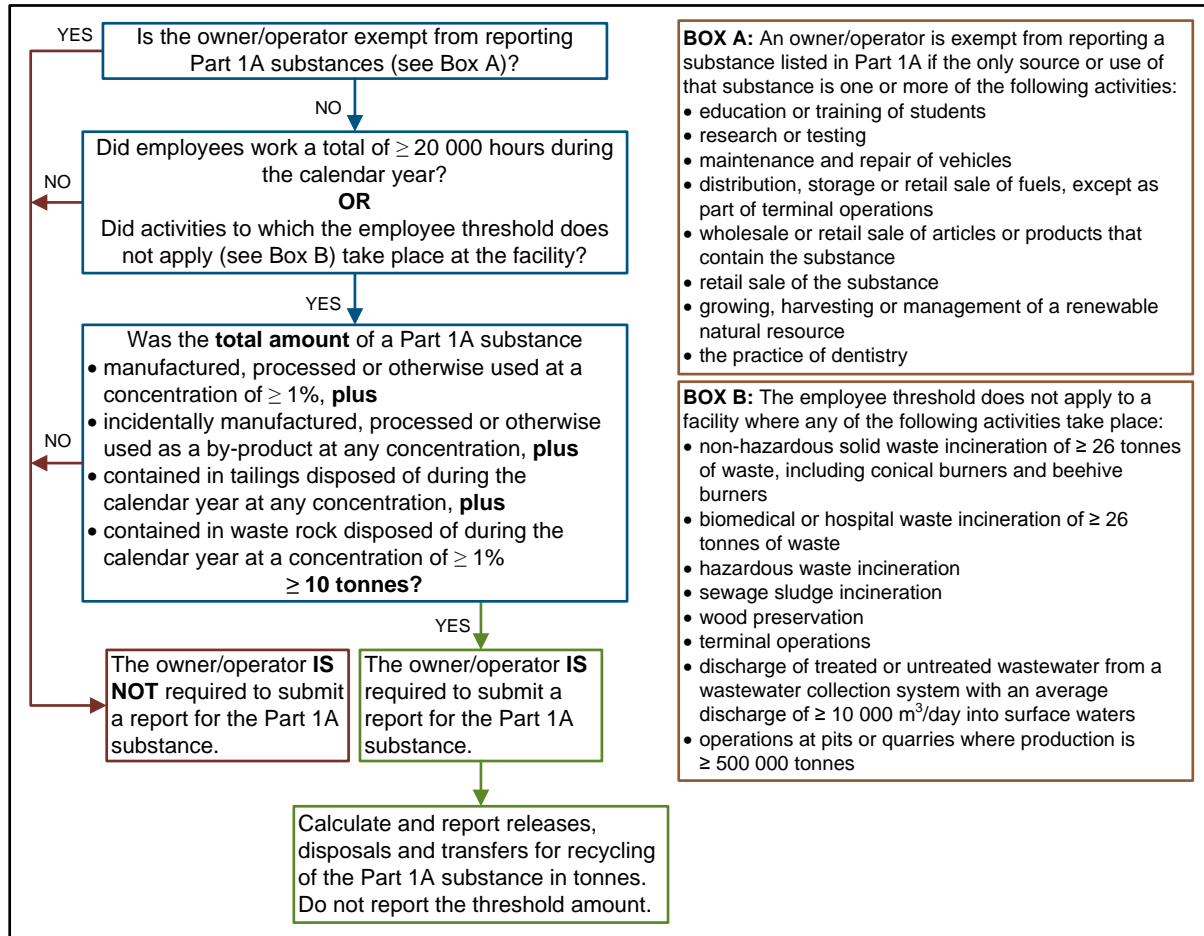 YES
Is the owner/operator exempt from reporting
Part 1A substances (see Box A)?
NO
Did employees work a total of ≥ 20 000 hours during
the calendar year?
OR
Did activities to which the employee threshold does
not apply (see Box B) take place at the facility?
NO
YES
Was the total amount of a Part 1A substance
• manufactured, processed or otherwise used at a
concentration of ≥ 1%, plus
• incidentally manufactured, processed or otherwise
used as a by-product at any concentration, plus
• contained in tailings disposed of during the
calendar year at any concentration, plus
• contained in waste rock disposed of during the
calendar year at a concentration of ≥ 1%
≥ 10 tonnes?
NO
YES
The owner/operator IS
NOT required to submit
a report for the Part 1A
substance.
The owner/operator IS
required to submit a
report for the Part 1A
substance.
Calculate and report releases,
disposals and transfers for recycling
of the Part 1A substance in tonnes.
Do not report the threshold amount.
BOX A: An owner/operator is exempt from reporting a
substance listed in Part 1A if the only source or use of
that substance is one or more of the following activities:
• education or training of students
• research or testing
• maintenance and repair of vehicles
• distribution, storage or retail sale of fuels, except as
part of terminal operations
• wholesale or retail sale of articles or products that
contain the substance
• retail sale of the substance
• growing, harvesting or management of a renewable
natural resource
• the practice of dentistry
BOX B: The employee threshold does not apply to a
facility where any of the following activities take place:
• non-hazardous solid waste incineration of ≥ 26 tonnes
of waste, including conical burners and beehive
burners
• biomedical or hospital waste incineration of ≥ 26
tonnes of waste
• hazardous waste incineration
• sewage sludge incineration
• wood preservation
• terminal operations
• discharge of treated or untreated wastewater from a
wastewater collection system with an average
discharge of ≥ 10 000 m³/day into surface waters
• operations at pits or quarries where production is
≥ 500 000 tonnes